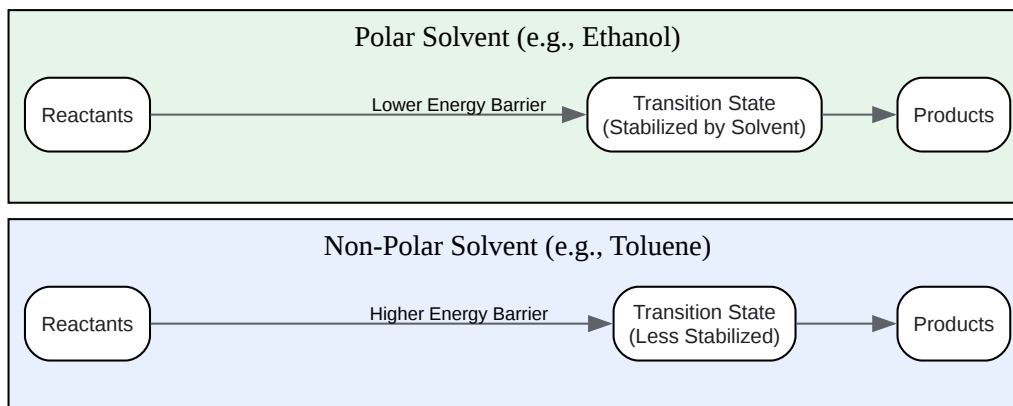 Polar Solvent (e.g., Ethanol)
Reactants
Lower Energy Barrier
Transition State
(Stabilized by Solvent)
Products
Non-Polar Solvent (e.g., Toluene)
Reactants
Higher Energy Barrier
Transition State
(Less Stabilized)
Products